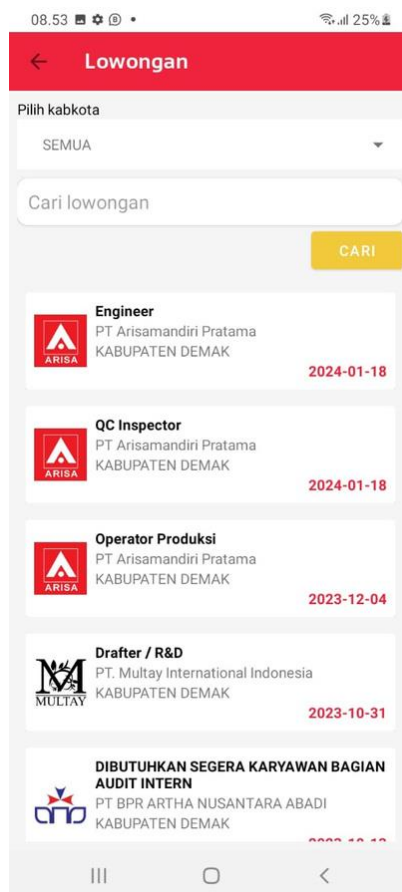 08.53
25%
Lowongan
Pilih kabkota
SEMUA
Cari lowongan
CARI
Engineer
PT Arisamandiri Pratama
KABUPATEN DEMAK
ARISA
2024-01-18
QC Inspector
PT Arisamandiri Pratama
KABUPATEN DEMAK
ARISA
2024-01-18
Operator Produksi
PT Arisamandiri Pratama
KABUPATEN DEMAK
ARISA
2023-12-04
Drafter / R&D
PT. Multay International Indonesia
KABUPATEN DEMAK
MULTAY
2023-10-31
DIBUTUHKAN SEGERA KARYAWAN BAGIAN
AUDIT INTERN
PT BPR ARTHA NUSANTARA ABADI
KABUPATEN DEMAK